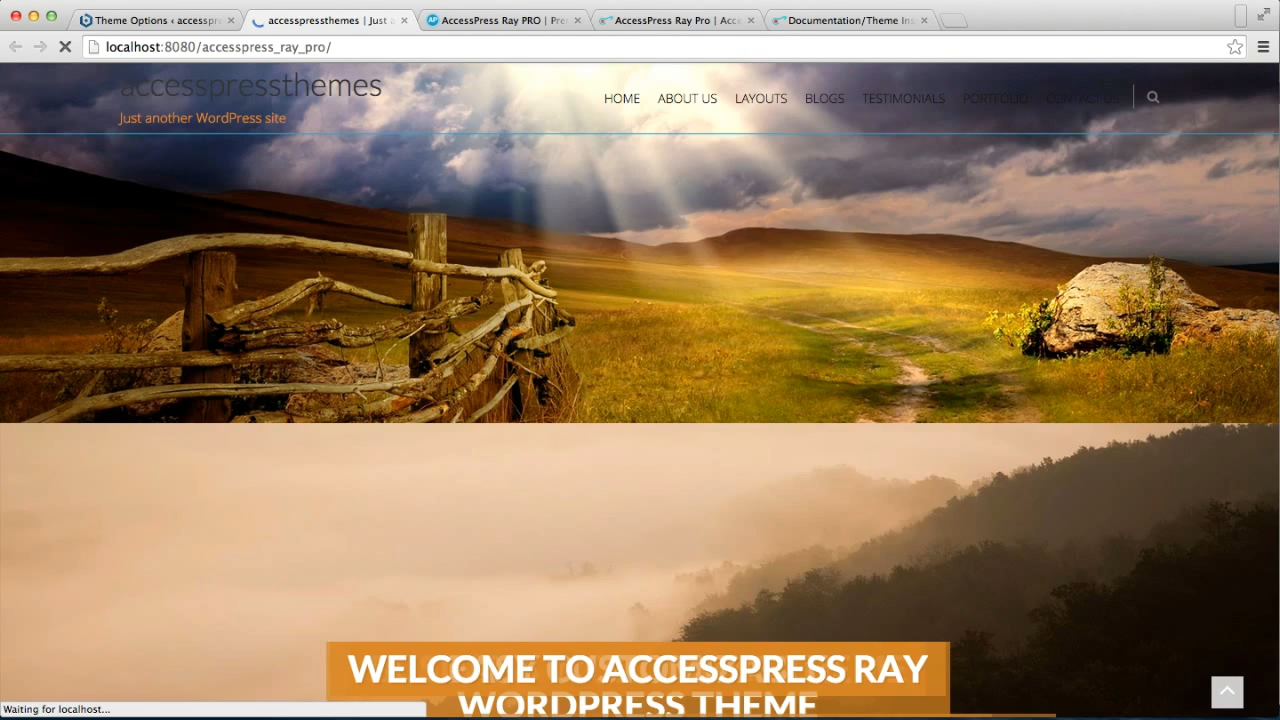 Theme Options ‹ accesspre
accesspressthemes | Just a
AccessPress Ray PRO | Pre
AccessPress Ray Pro | Acce
Documentation/Theme Ins
localhost:8080/accesspress_ray_pro/
accesspressthemes
HOME ABOUT US LAYOUTS BLOGS TESTIMONIALS PORTFOLIO CONTACT US
Just another WordPress site
WELCOME TO ACCESSPRESS RAY
WORDPRESS THEME
Waiting for localhost...